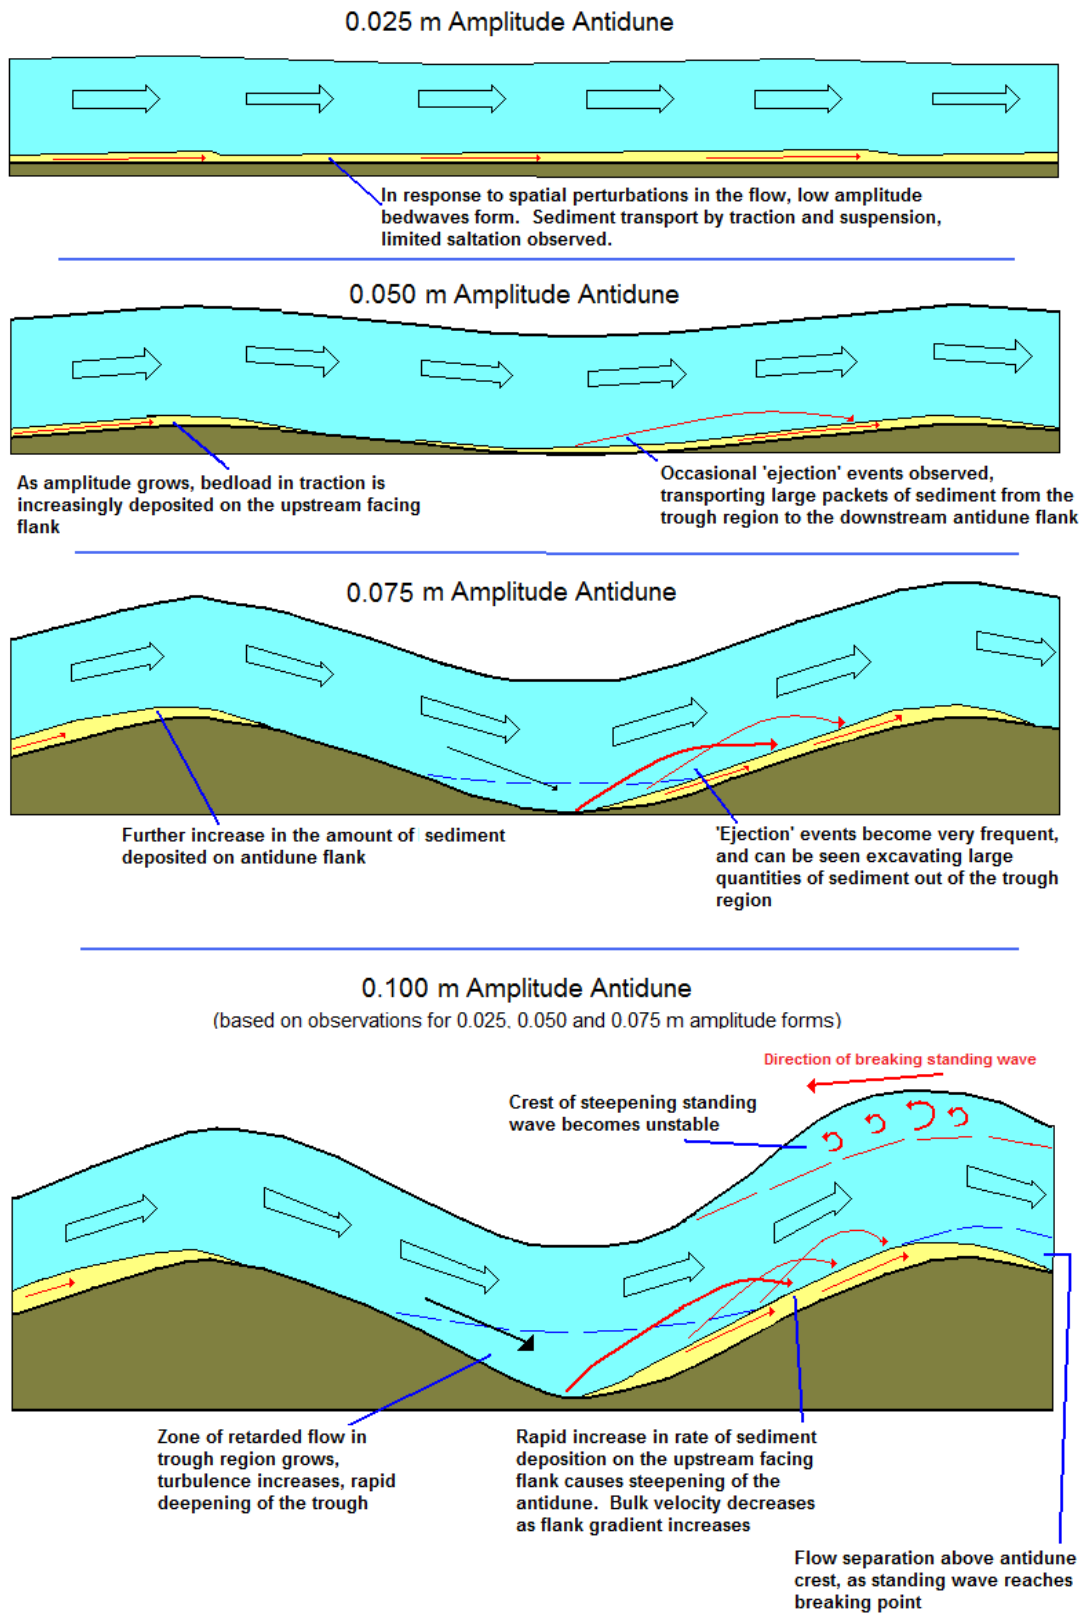 0.025 m Amplitude Antidune
In response to spatial perturbations in the flow, low amplitude
bedwaves form. Sediment transport by traction and suspension,
limited saltation observed.
0.050 m Amplitude Antidune
As amplitude grows, bedload in traction is
increasingly deposited on the upstream facing
flank
Occasional 'ejection' events observed,
transporting large packets of sediment from the
trough region to the downstream antidune flank
0.075 m Amplitude Antidune
Further increase in the amount of sediment
deposited on antidune flank
'Ejection' events become very frequent,
and can be seen excavating large
quantities of sediment out of the trough
region
0.100 m Amplitude Antidune
(based on observations for 0.025, 0.050 and 0.075 m amplitude forms)
Direction of breaking standing wave
Crest of steepening standing
wave becomes unstable
Zone of retarded flow in
trough region grows,
turbulence increases, rapid
deepening of the trough
Rapid increase in rate of sediment
deposition on the upstream facing
flank causes steepening of the
antidune. Bulk velocity decreases
as flank gradient increases
Flow separation above antidune
crest, as standing wave reaches
breaking point